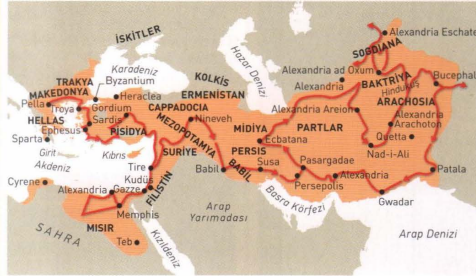 İSKİTLER
Alexandria Eschate
SOGDIANA
Karadeniz
Hazar Denizi
Alexandria ad Oxum
TRAKYA
Byzantium
KOLKİS
Alexandria
BAKTRİYA
Bucephala
MAKEDONYA
Heraclea
ERMENİSTAN
Hindukuş
Pella
Troya
Gordium
CAPPADOCIA
Alexandria Areion
ARACHOSIA
HELLAS
Sardis
Nineveh
MİDİYA
PARTLAR
Alexandria
Arachoton
Ephesus
PİSİDYA
MEZOPOTAMYA
Ecbatana
Quetta
Sparta
SURİYE
PERSIS
Nad-i-Ali
Girit
Kıbrıs
Akdeniz
Tire
Babil
BABİL
Susa
Pasargadae
Patala
Cyrene
Kudüs
Alexandria
Gazze
FİLİSTİN
Persepolis
Alexandria
Gwadar
Memphis
Arap
Yarımadası
Basra Körfezi
SAHRA
MISIR
Kızıldeniz
Arap Denizi
Teb